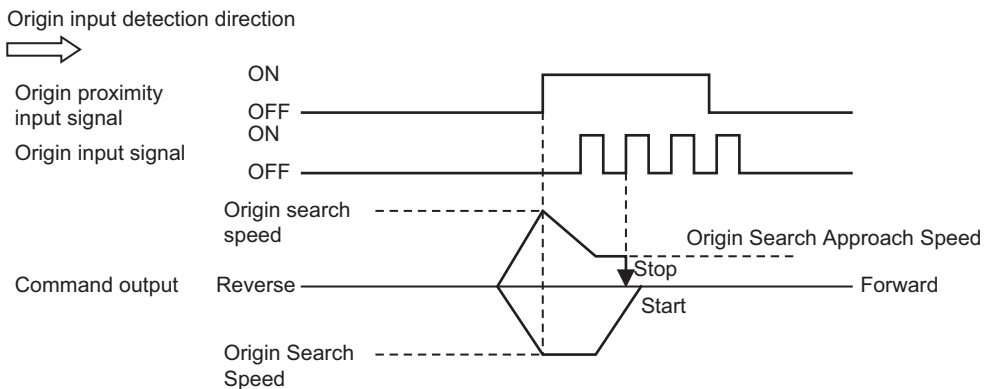 Origin input detection direction
ON
Origin proximity
input signal
OFF
ON
Origin input signal
OFF
Origin search
speed
Origin Search Approach Speed
Stop
Command output
Reverse
Forward
Start
Origin Search
Speed